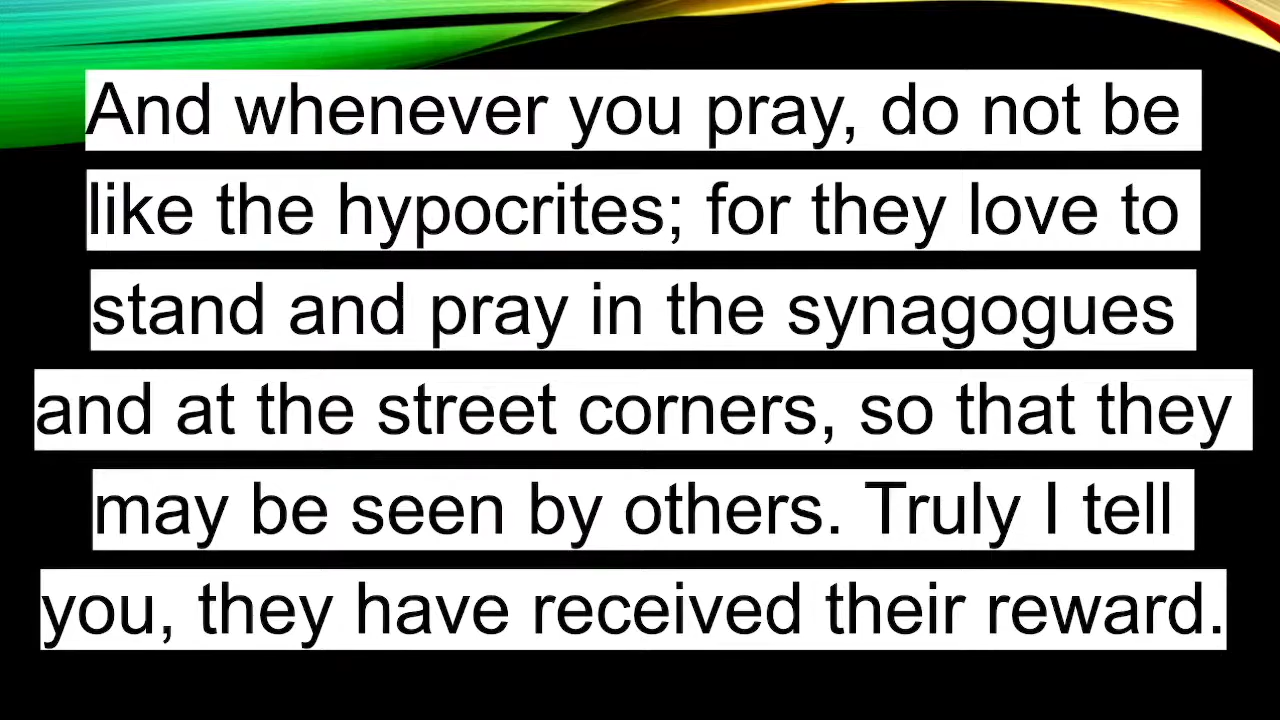 And whenever you pray, do not be
like the hypocrites; for they love to
stand and pray in the synagogues
and at the street corners, so that they
may be seen by others. Truly I tell
you, they have received their reward.